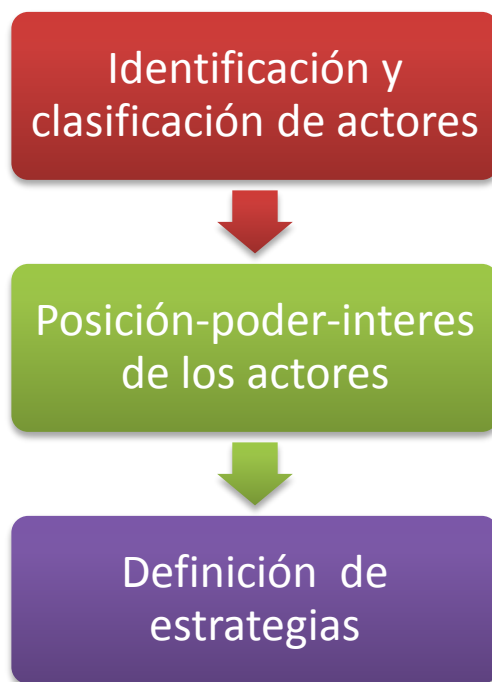 Identificación y
clasificación de actores
Posición-poder-interes
de los actores
Definición  de
estrategias